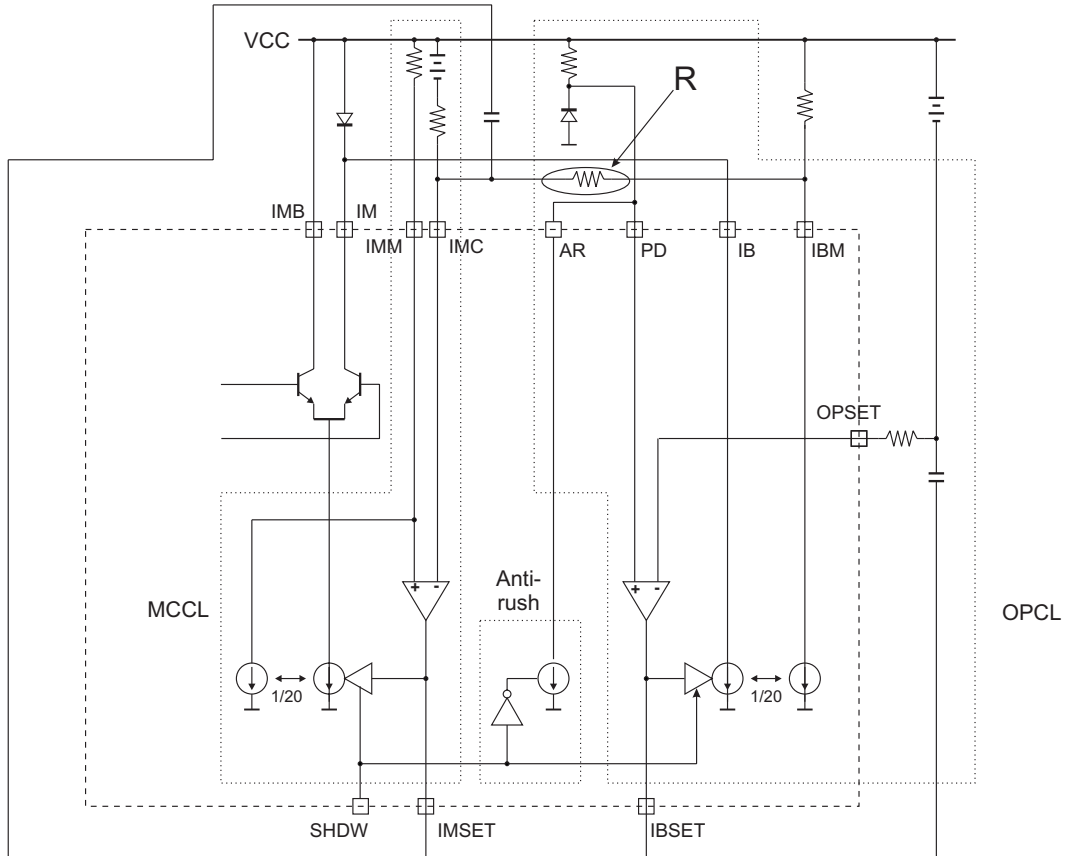 VCC
R
IMB
IM
IMM
IMC
AR
PD
IB
IBM
OPSET
+ -
+ -
Anti-
rush
MCCL
OPCL
1/20
1/20
SHDW
IMSET
IBSET